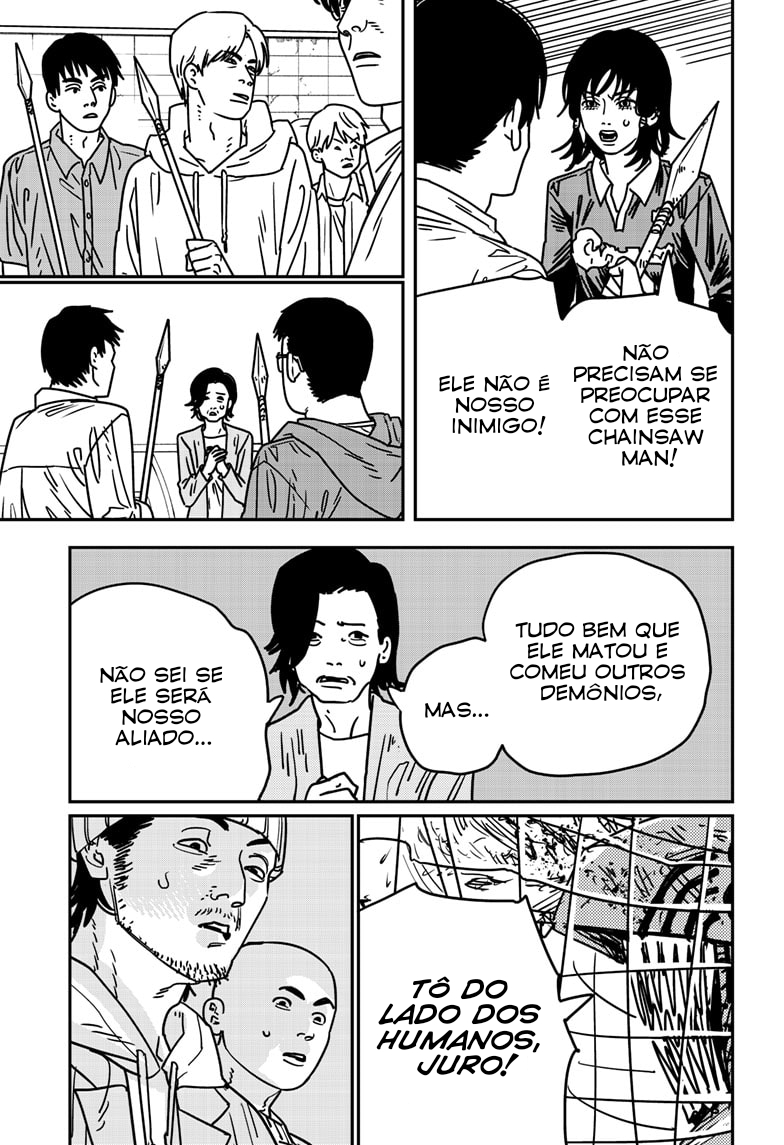 NÃO
PRECISAM SE
PREOCUPAR
COM ESSE
CHAINSAW
MAN!
ELE NÃO É
NOSSO
INIMIGO!
TUDO BEM QUE
ELE MATOU E
COMEU OUTROS
DEMÔNIOS,
MAS...
NÃO SEI SE
ELE SERÁ
NOSSO
ALIADO...
TÔ DO
LADO DOS
HUMANOS,
JURO!